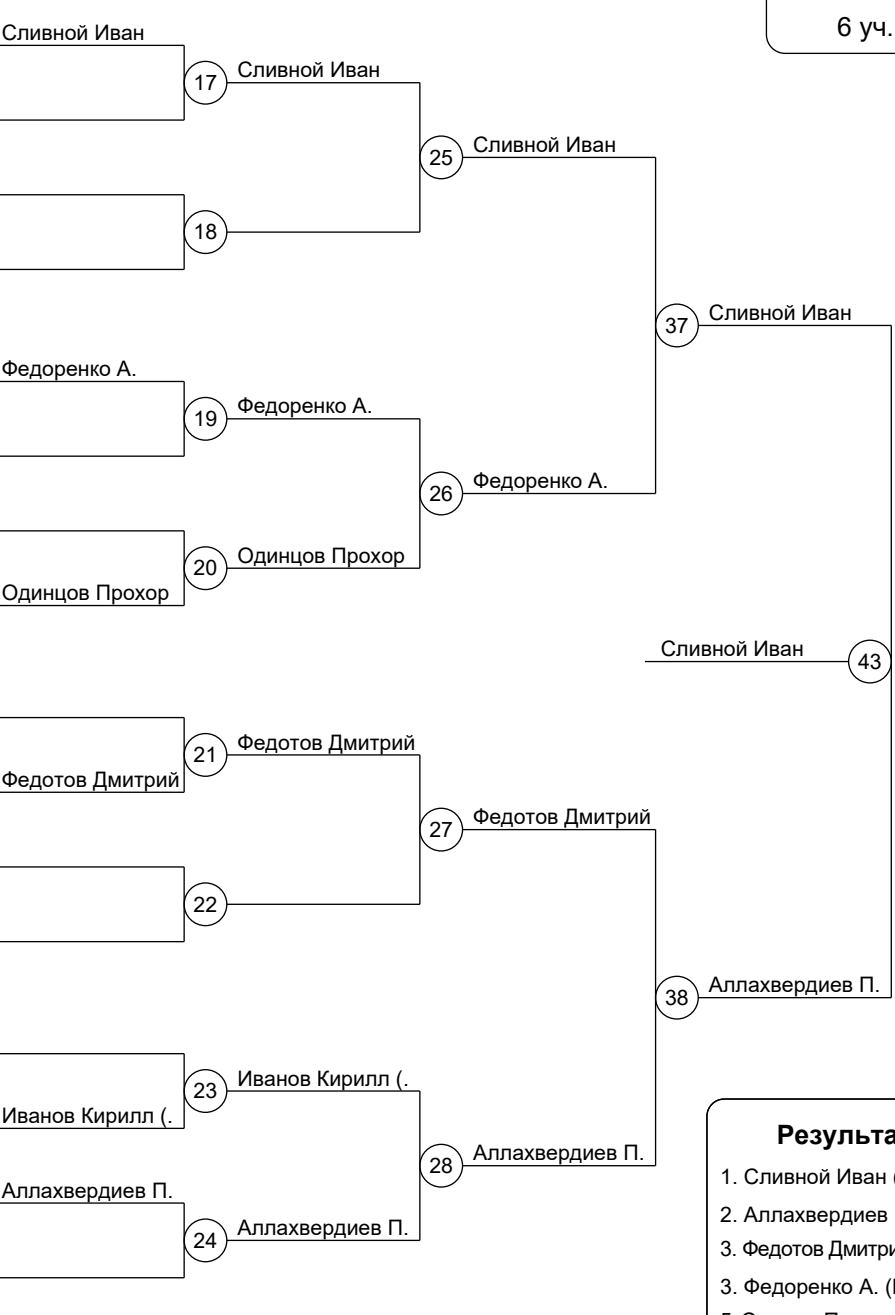 6 уч.
Сливной Иван
17
Сливной Иван
25
Сливной Иван
18
37
Сливной Иван
Федоренко А.
19
Федоренко А.
26
Федоренко А.
20
Одинцов Прохор
Одинцов Прохор
Сливной Иван
43
21
Федотов Дмитрий
Федотов Дмитрий
27
Федотов Дмитрий
22
38
Аллахвердиев П.
23
Иванов Кирилл (.
Иванов Кирилл (.
28
Аллахвердиев П.
Аллахвердиев П.
24
Аллахвердиев П.
Результа
1. Сливной Иван (
2. Аллахвердиев
3. Федотов Дмитри
3. Федоренко А. (